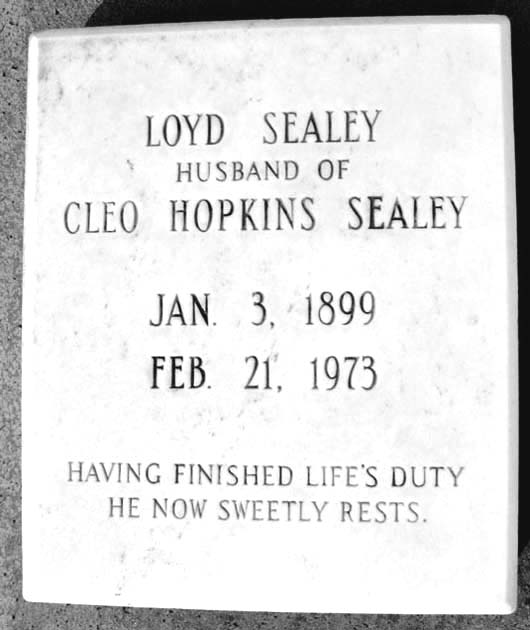 LOYD SEALEY
HUSBAND OF
CLEO HOPKINS SEALEY
JAN. 3, 1899
FEB. 21, 1973
HAVING FINISHED LIFE'S DUTY
HE NOW SWEETLY RESTS.